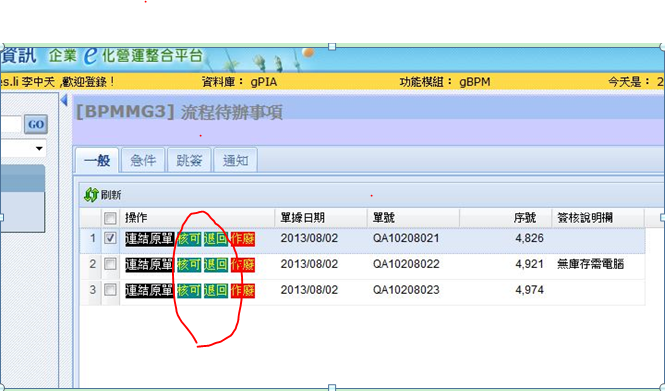 資訊 企業 e 化營運整合平台
es.li 李中天 ,歡迎登錄！ 資料庫： gPIA 功能模組： gBPM 今天是： 2
GO
[BPMMG3] 流程待辦事項
一般 急件 跳簽 通知
刷新
操作 單據日期 單號 序號 簽核說明欄
1 連結原單 核可 退回 作廢 2013/08/02 QA10208021 4,826
2 連結原單 核可 退回 作廢 2013/08/02 QA10208022 4,921 無庫存需電腦
3 連結原單 核可 退回 作廢 2013/08/02 QA10208023 4,974